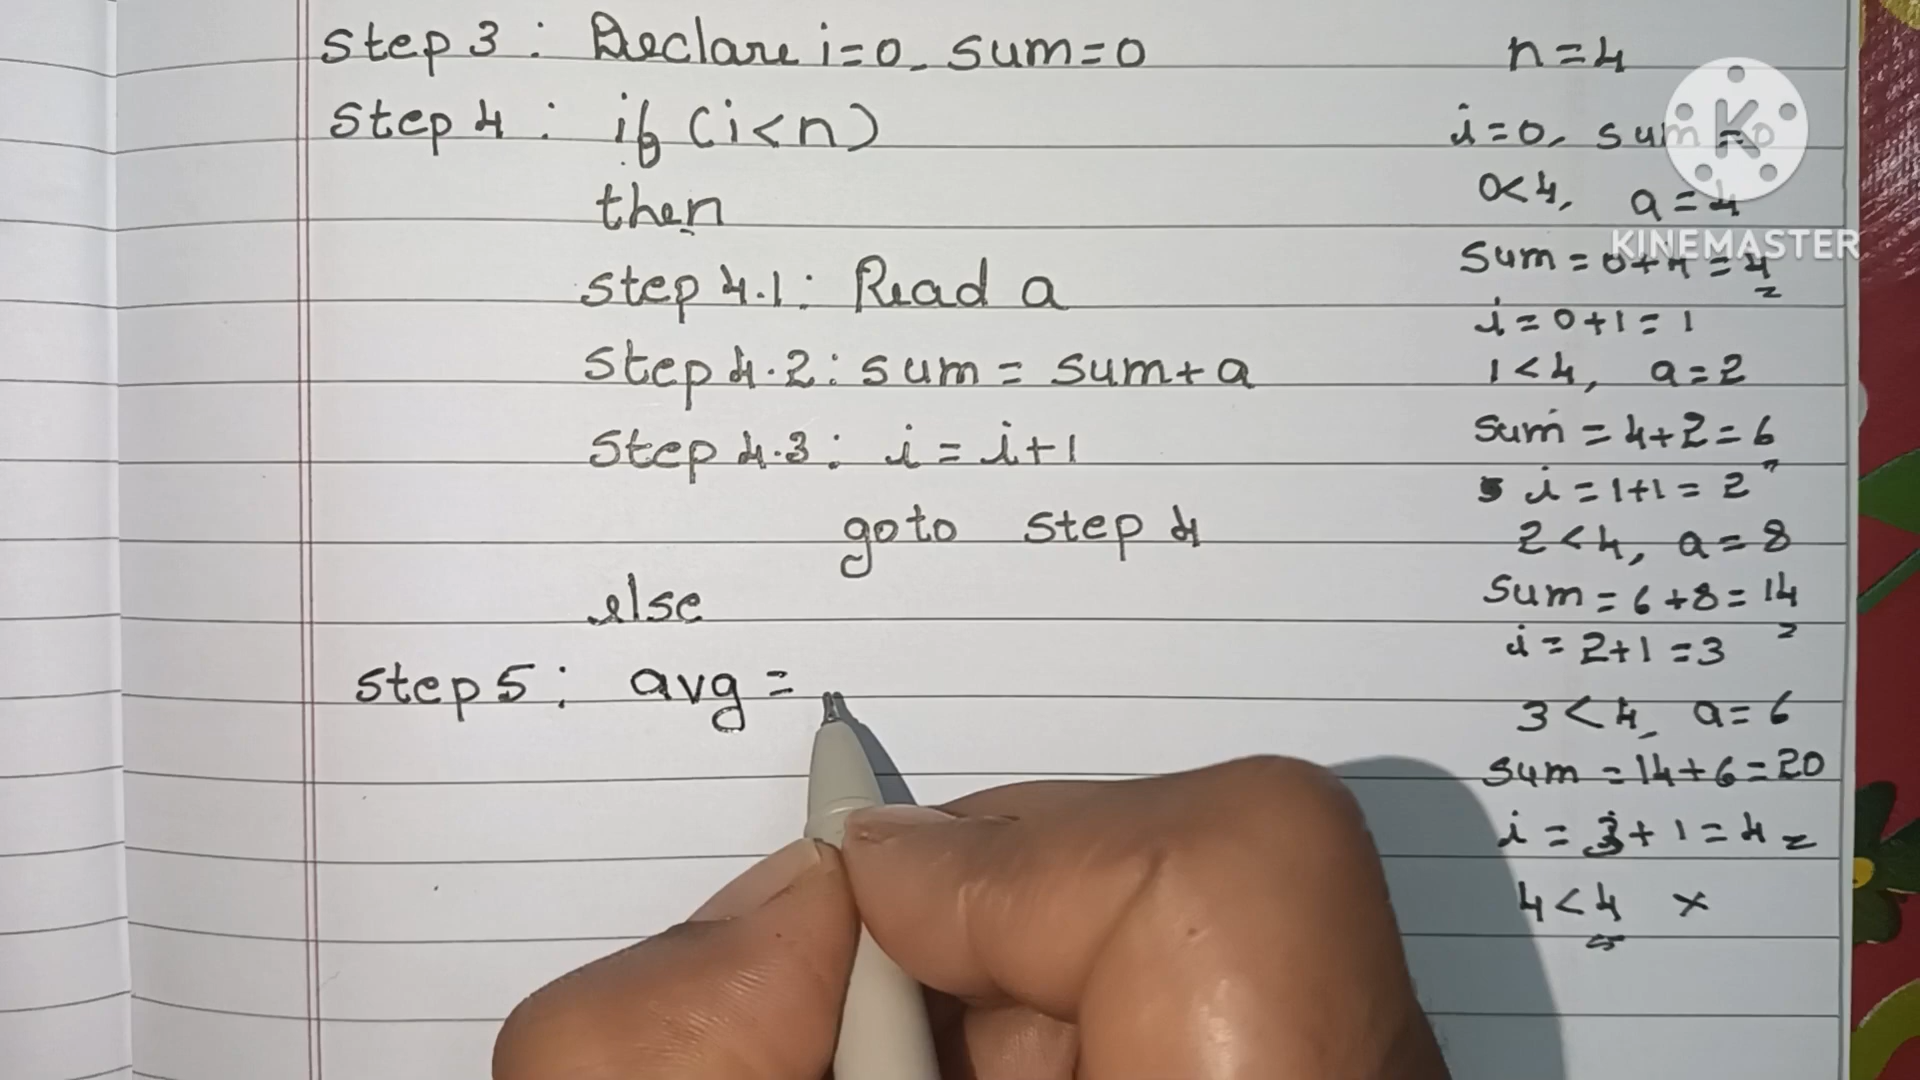 step 3 : Declare i=0, sum=0
step 4 : if (i<n)
then
step 4.1: Read a
step 4.2: sum = sum+a
step 4.3: i = i+1
goto step 4
else
step 5: avg =
n=4
i=0, sum=0
0<4, a=4
sum=0+4=4
i=0+1=1
1<4, a=2
sum=4+2=6
i=1+1=2
2<4, a=8
sum=6+8=14
i=2+1=3
3<4, a=6
sum=14+6=20
i=3+1=4
4<4 ×
K
KINEMASTER